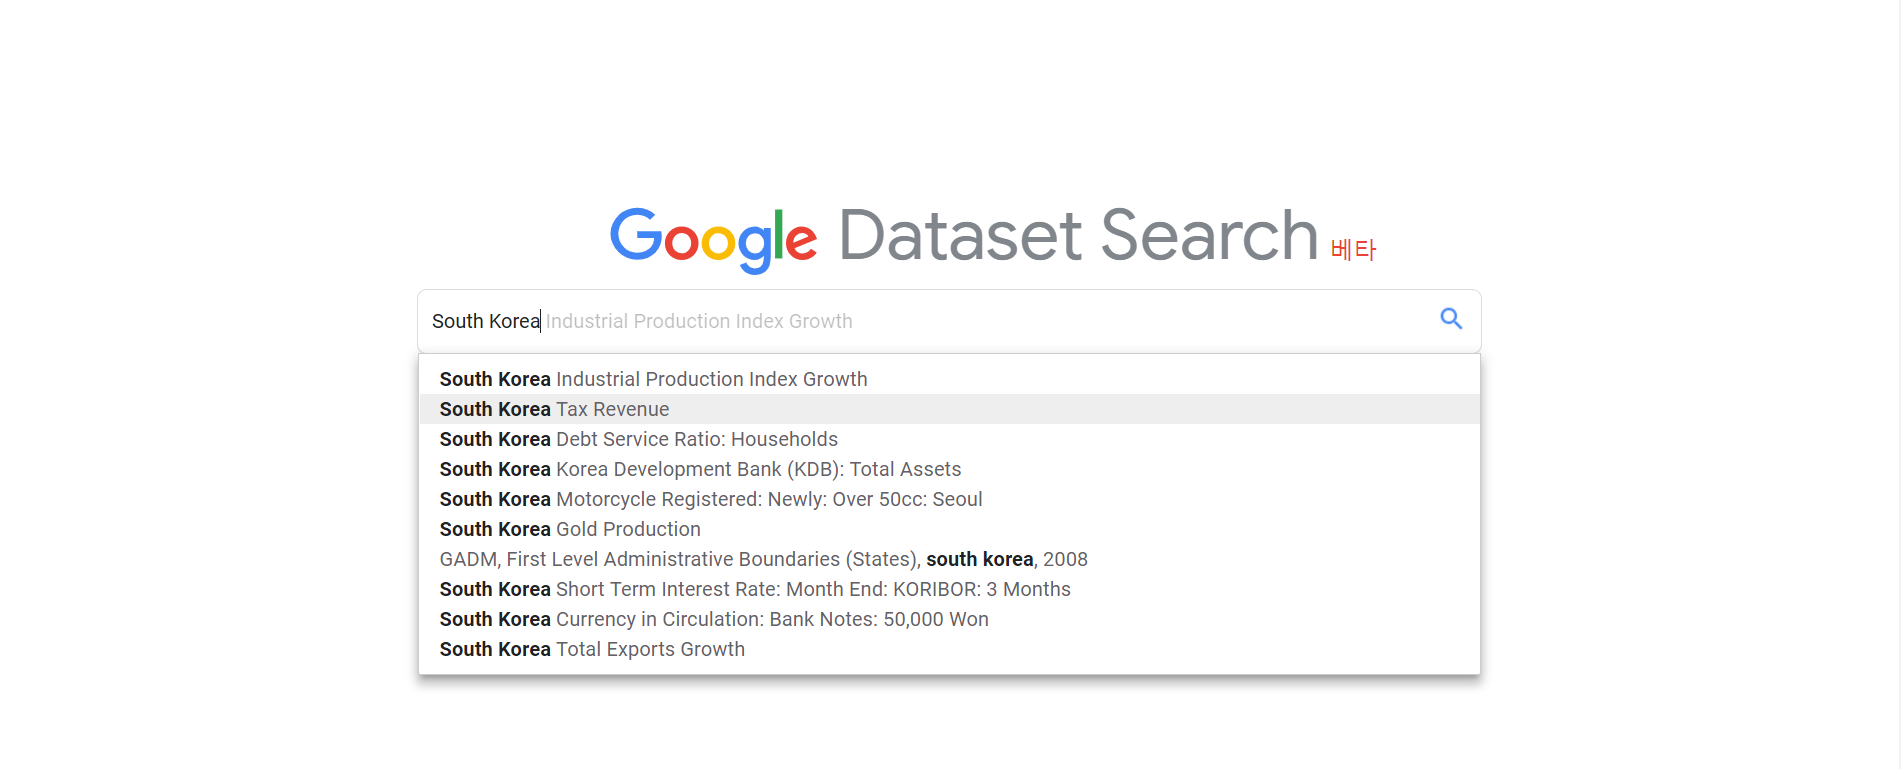 Google Dataset Search 베타
South Korea Industrial Production Index Growth
South Korea Industrial Production Index Growth
South Korea Tax Revenue
South Korea Debt Service Ratio: Households
South Korea Korea Development Bank (KDB): Total Assets
South Korea Motorcycle Registered: Newly: Over 50cc: Seoul
South Korea Gold Production
GADM, First Level Administrative Boundaries (States), south korea, 2008
South Korea Short Term Interest Rate: Month End: KORIBOR: 3 Months
South Korea Currency in Circulation: Bank Notes: 50,000 Won
South Korea Total Exports Growth